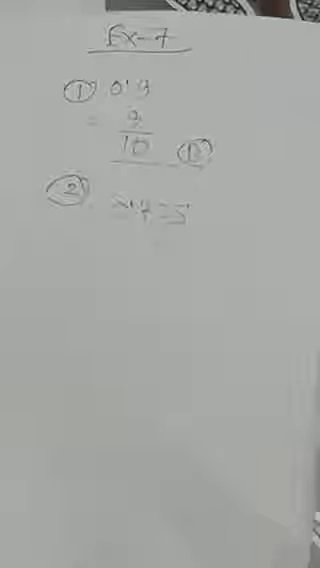 Ex-7
① 0.9
= 9/10 (B)
②